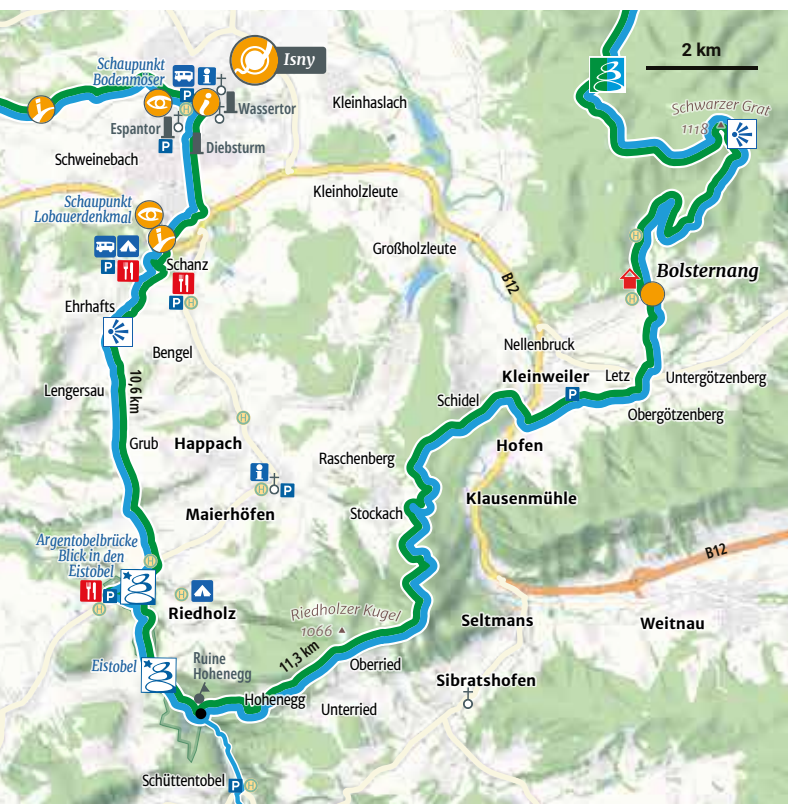 2 km
Schaupunkt
Bodenmöser
Isny
P
Wassertor
Espantor
P
Diebsturm
Kleinhaslach
Schwarzer Grat
1118
Schweinebach
Kleinholzleute
Schaupunkt
Lobauerdenkmal
H
Großholzleute
Bolsternang
P
Schanz
B12
H
P
H
Ehrhafts
Bengel
Nellenbruck
10,6 km
Lengersau
Kleinweiler
Letz
Untergötzenberg
P
Schidel
Obergötzenberg
H
Grub
Happach
Hofen
Raschenberg
H
P
Klausenmühle
Maierhöfen
Stockach
Argentobelbrücke
Blick in den
Eistobel
H
B12
P
H
H
Riedholz
Riedholzer Kugel
1066
Seltmans
Weitnau
11,3 km
Eistobel
Ruine
Hohenegg
Oberried
Sibratshofen
Hohenegg
Unterried
Schüttentobel
P
H